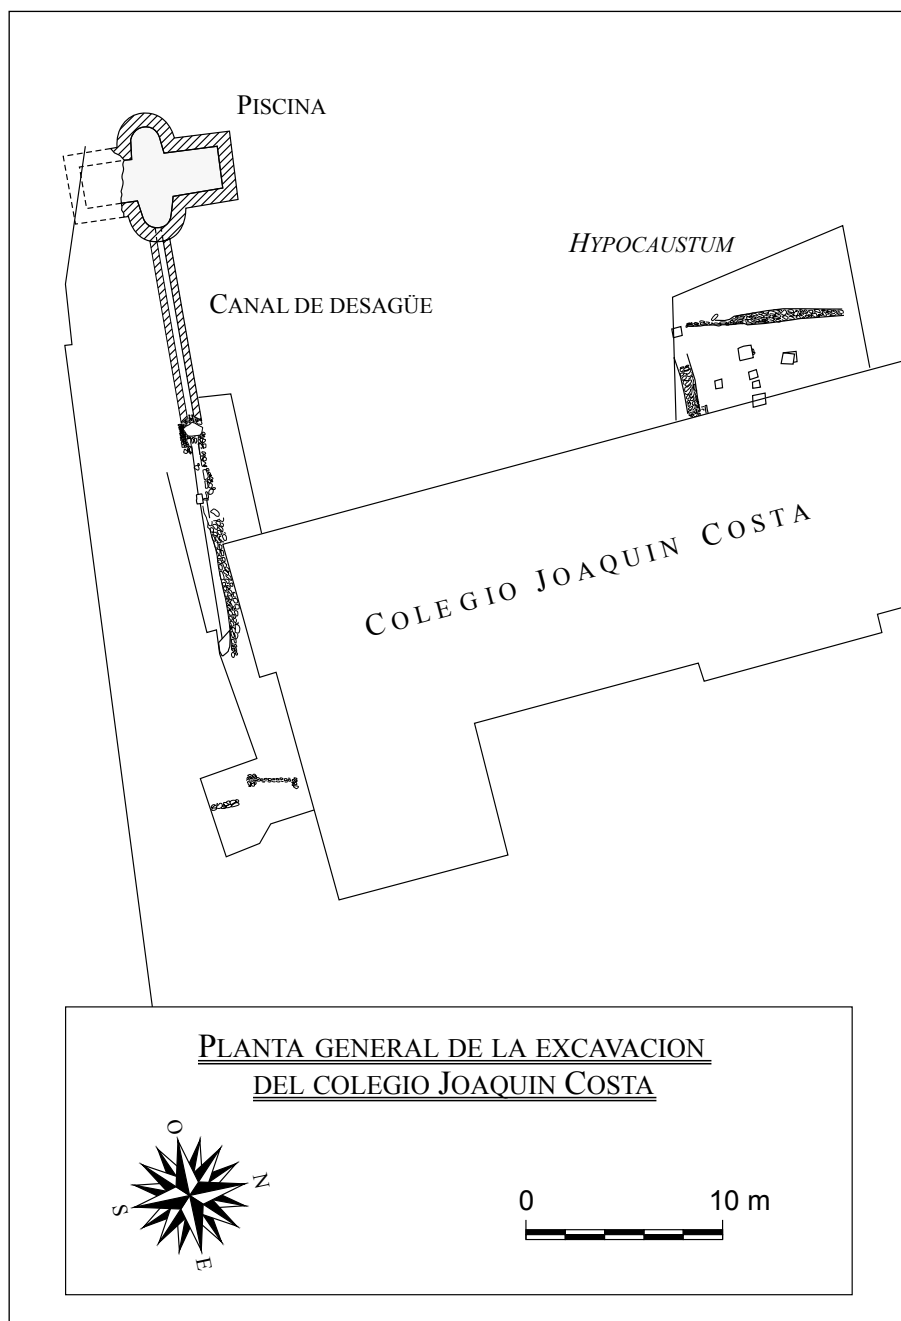 PISCINA
HYPOCAUSTUM
CANAL DE DESAGÜE
COLEGIO JOAQUIN COSTA
PLANTA GENERAL DE LA EXCAVACION
DEL COLEGIO JOAQUIN COSTA
O
N
S
E
0 10 m